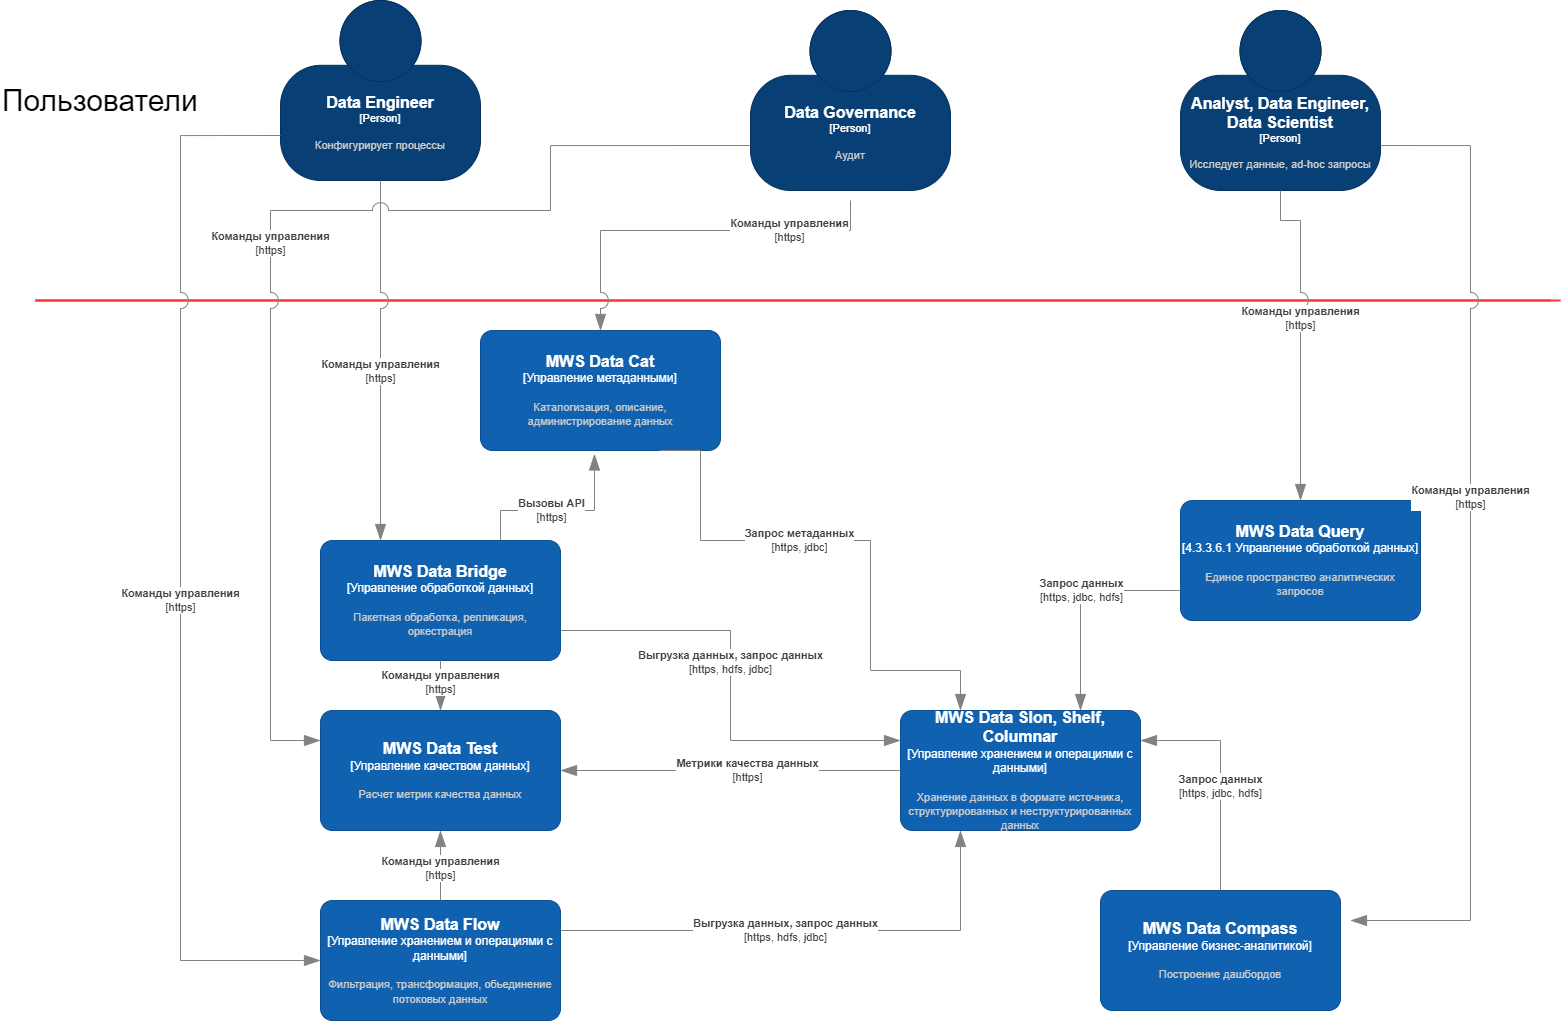 Пользователи
Data Engineer
[Person]
Конфигурирует процессы
Data Governance
[Person]
Аудит
Analyst, Data Engineer,
Data Scientist
[Person]
Исследует данные, ad-hoc запросы
Команды управления
[https]
Команды управления
[https]
Команды управления
[https]
Команды управления
[https]
MWS Data Cat
[Управление метаданными]
Каталогизация, описание,
администрирование данных
Вызовы API
[https]
Запрос метаданных
[https, jdbc]
Команды управления
[https]
MWS Data Query
[4.3.3.6.1 Управление обработкой данных]
Единое пространство аналитических
запросов
MWS Data Bridge
[Управление обработкой данных]
Пакетная обработка, репликация,
оркестрация
Команды управления
[https]
Запрос данных
[https, jdbc, hdfs]
Выгрузка данных, запрос данных
[https, hdfs, jdbc]
Команды управления
[https]
MWS Data Test
[Управление качеством данных]
Расчет метрик качества данных
Метрики качества данных
[https]
MWS Data Slon, Shelf,
Columnar
[Управление хранением и операциями с
данными]
Хранение данных в формате источника,
структурированных и неструктурированных
данных
Запрос данных
[https, jdbc, hdfs]
Команды управления
[https]
MWS Data Flow
[Управление хранением и операциями с
данными]
Фильтрация, трансформация, обьединение
потоковых данных
Выгрузка данных, запрос данных
[https, hdfs, jdbc]
MWS Data Compass
[Управление бизнес-аналитикой]
Построение дашбордов